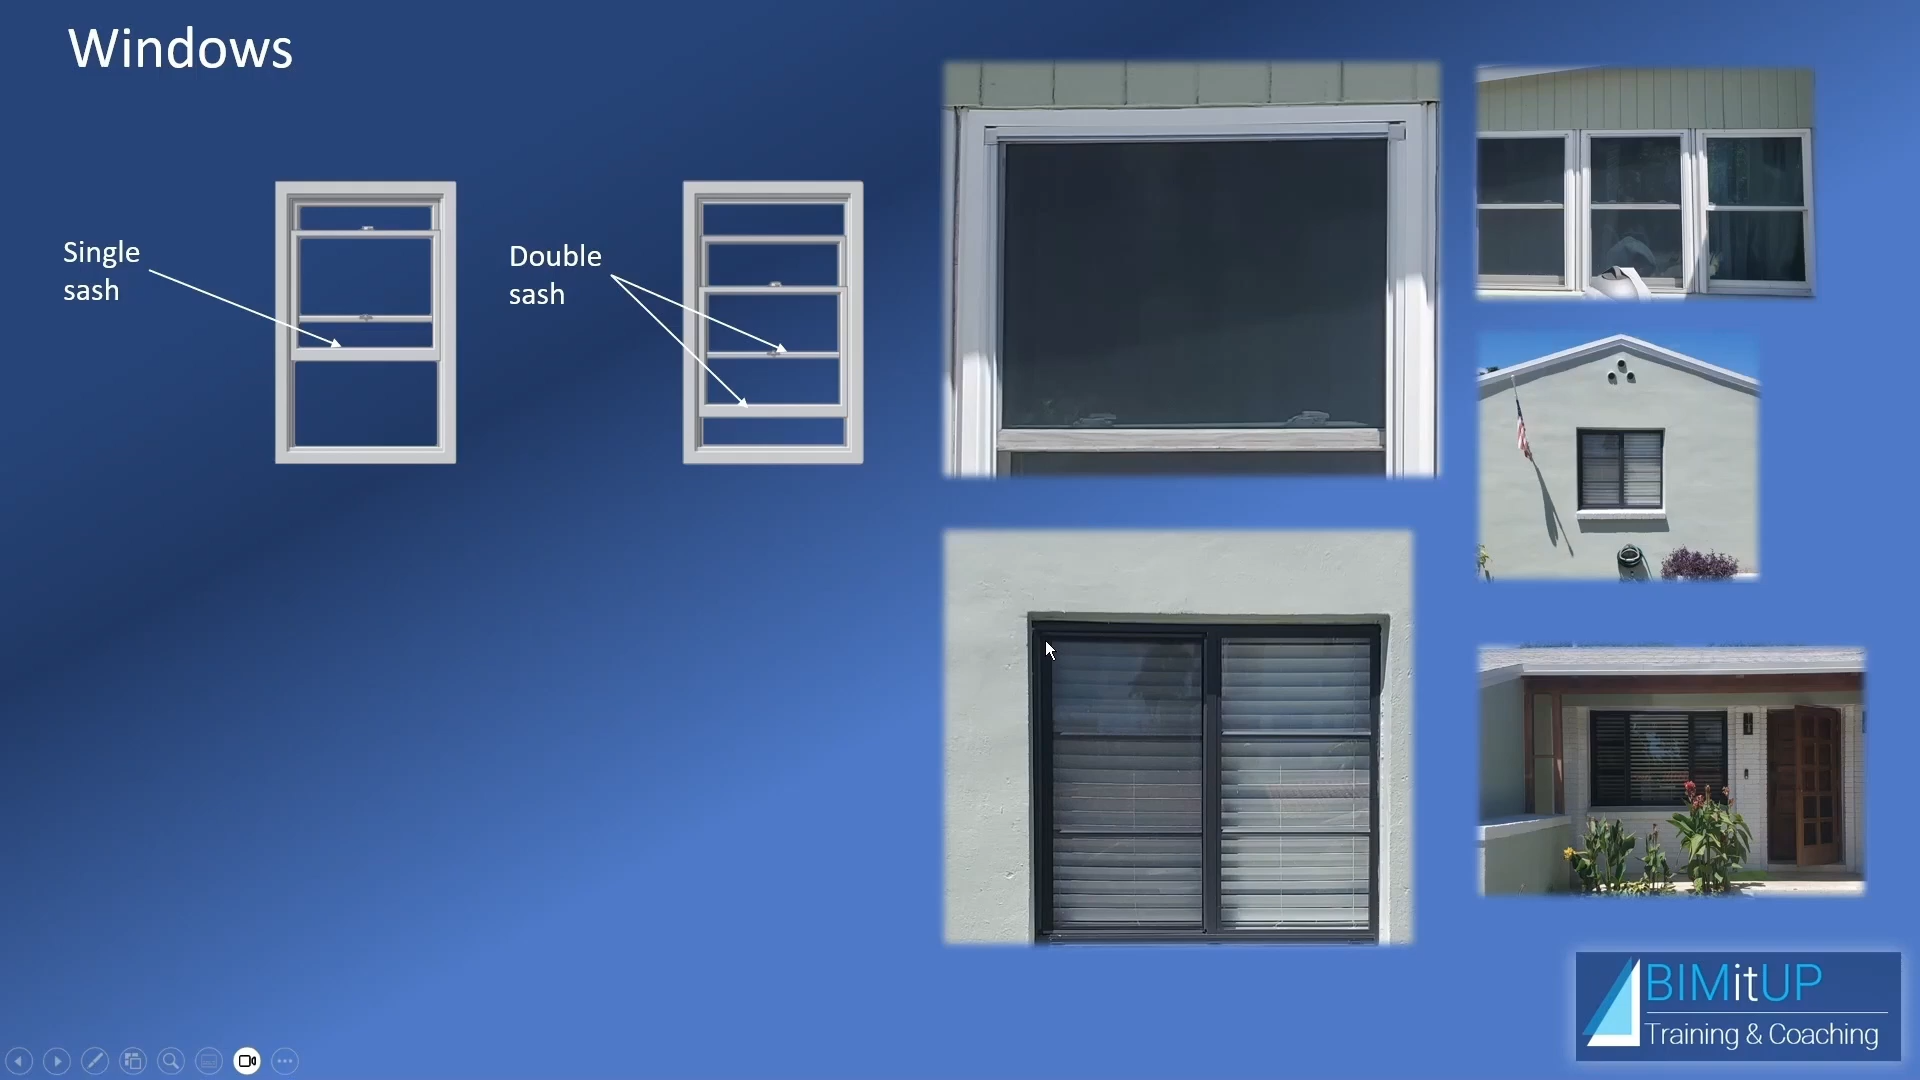 Windows
Single
sash
Double
sash
BIMitUP
Training & Coaching